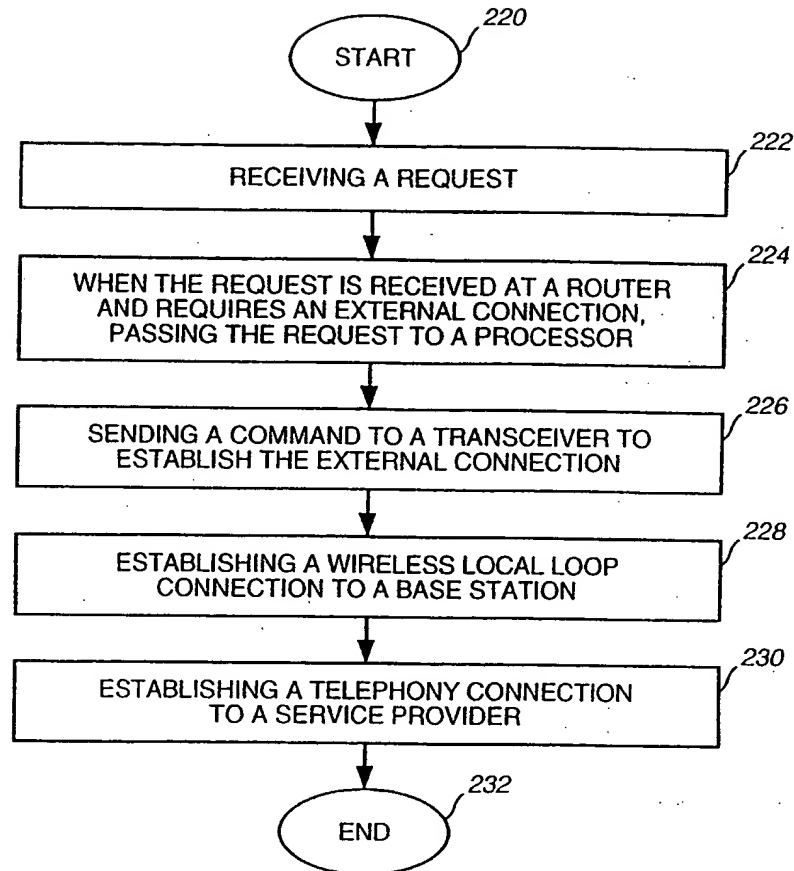 220
START
222
RECEIVING A REQUEST
224
WHEN THE REQUEST IS RECEIVED AT A ROUTER
AND REQUIRES AN EXTERNAL CONNECTION,
PASSING THE REQUEST TO A PROCESSOR
226
SENDING A COMMAND TO A TRANSCEIVER TO
ESTABLISH THE EXTERNAL CONNECTION
228
ESTABLISHING A WIRELESS LOCAL LOOP
CONNECTION TO A BASE STATION
230
ESTABLISHING A TELEPHONY CONNECTION
TO A SERVICE PROVIDER
232
END